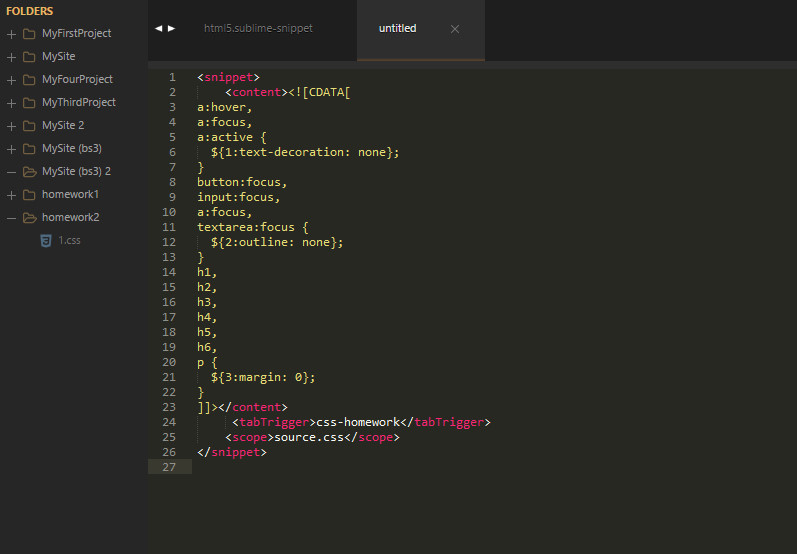 FOLDERS
MyFirstProject
MySite
MyFourProject
MyThirdProject
MySite 2
MySite (bs3)
MySite (bs3) 2
homework1
homework2
1.css
html5.sublime-snippet
untitled
1 <snippet>
2     <content><![CDATA[
3 a:hover,
4 a:focus,
5 a:active {
6   ${1:text-decoration: none};
7 }
8 button:focus,
9 input:focus,
10 a:focus,
11 textarea:focus {
12   ${2:outline: none};
13 }
14 h1,
15 h2,
16 h3,
17 h4,
18 h5,
19 h6,
20 p {
21   ${3:margin: 0};
22 }
23 ]]></content>
24      <tabTrigger>css-homework</tabTrigger>
25     <scope>source.css</scope>
26 </snippet>
27